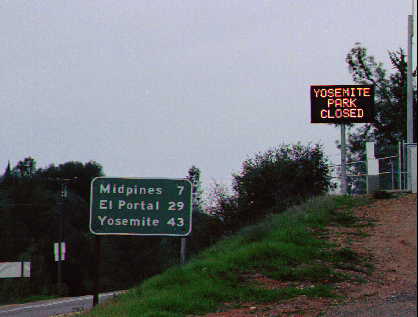 YOSEMITE
PARK
CLOSED
Midpines 7
El Portal 29
Yosemite 43